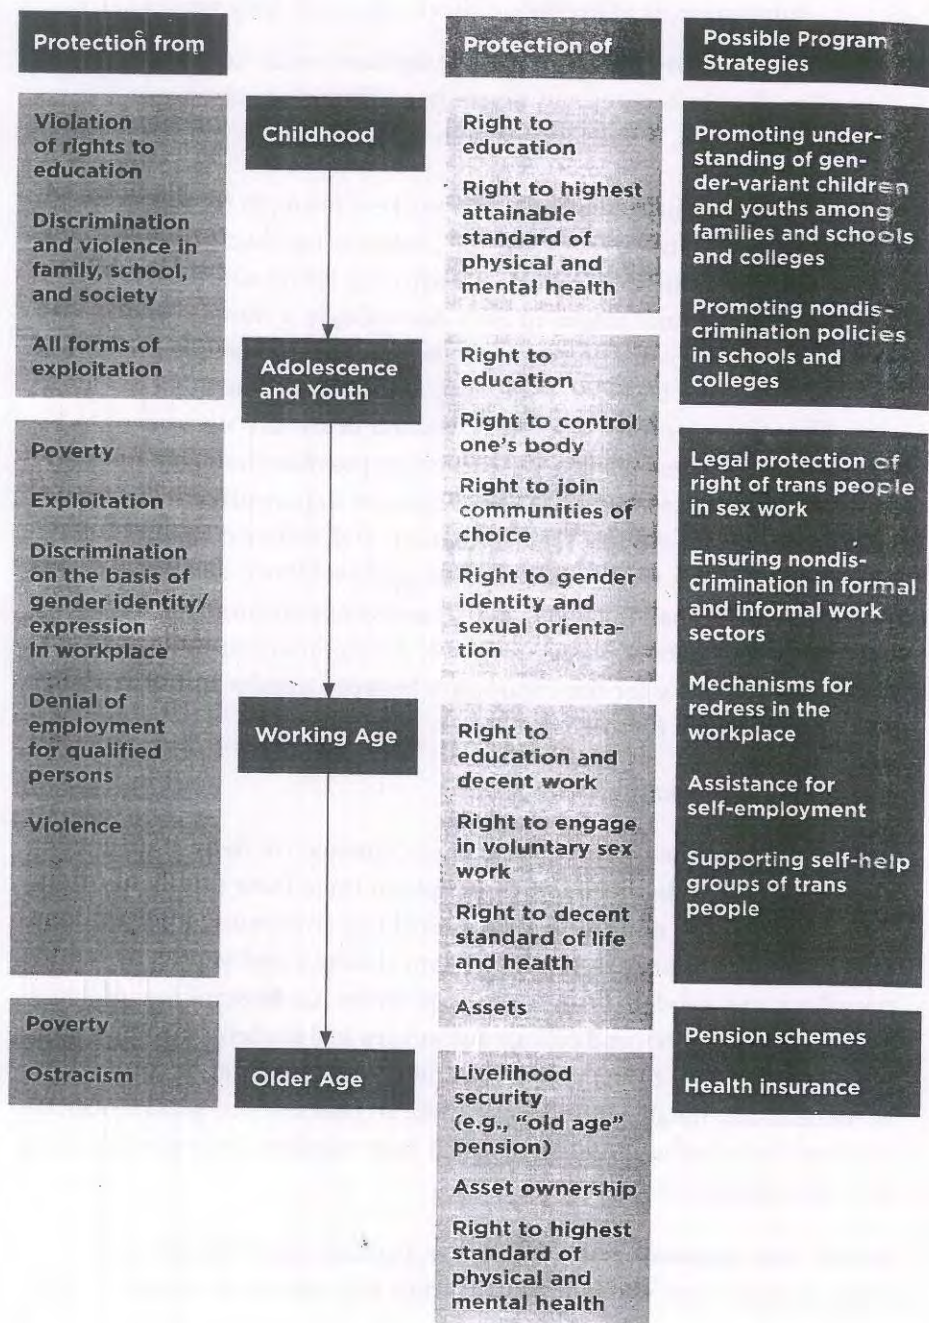 Protection from
Violation
of rights to
education
Discrimination
and violence in
family, school,
and society
All forms of
exploitation
Poverty
Exploitation
Discrimination
on the basis of
gender identity/
expression
in workplace
Denial of
employment
for qualified
persons
Violence
Poverty
Ostracism
Childhood
Adolescence
and Youth
Working Age
Older Age
Protection of
Right to
education
Right to highest
attainable
standard of
physical and
mental health
Right to
education
Right to control
one's body
Right to join
communities of
choice
Right to gender
identity and
sexual orienta-
tion
Right to
education and
decent work
Right to engage
in voluntary sex
work
Right to decent
standard of life
and health
Assets
Livelihood
security
(e.g., “old age”
pension)
Asset ownership
Right to highest
standard of
physical and
mental health
Possible Program
Strategies
Promoting under-
standing of gen-
der-variant children
and youths among
families and schools
and colleges
Promoting nondis-
crimination policies
in schools and
colleges
Legal protection of
right of trans people
in sex work
Ensuring nondis-
crimination in formal
and informal work
sectors
Mechanisms for
redress in the
workplace
Assistance for
self-employment
Supporting self-help
groups of trans
people
Pension schemes
Health insurance